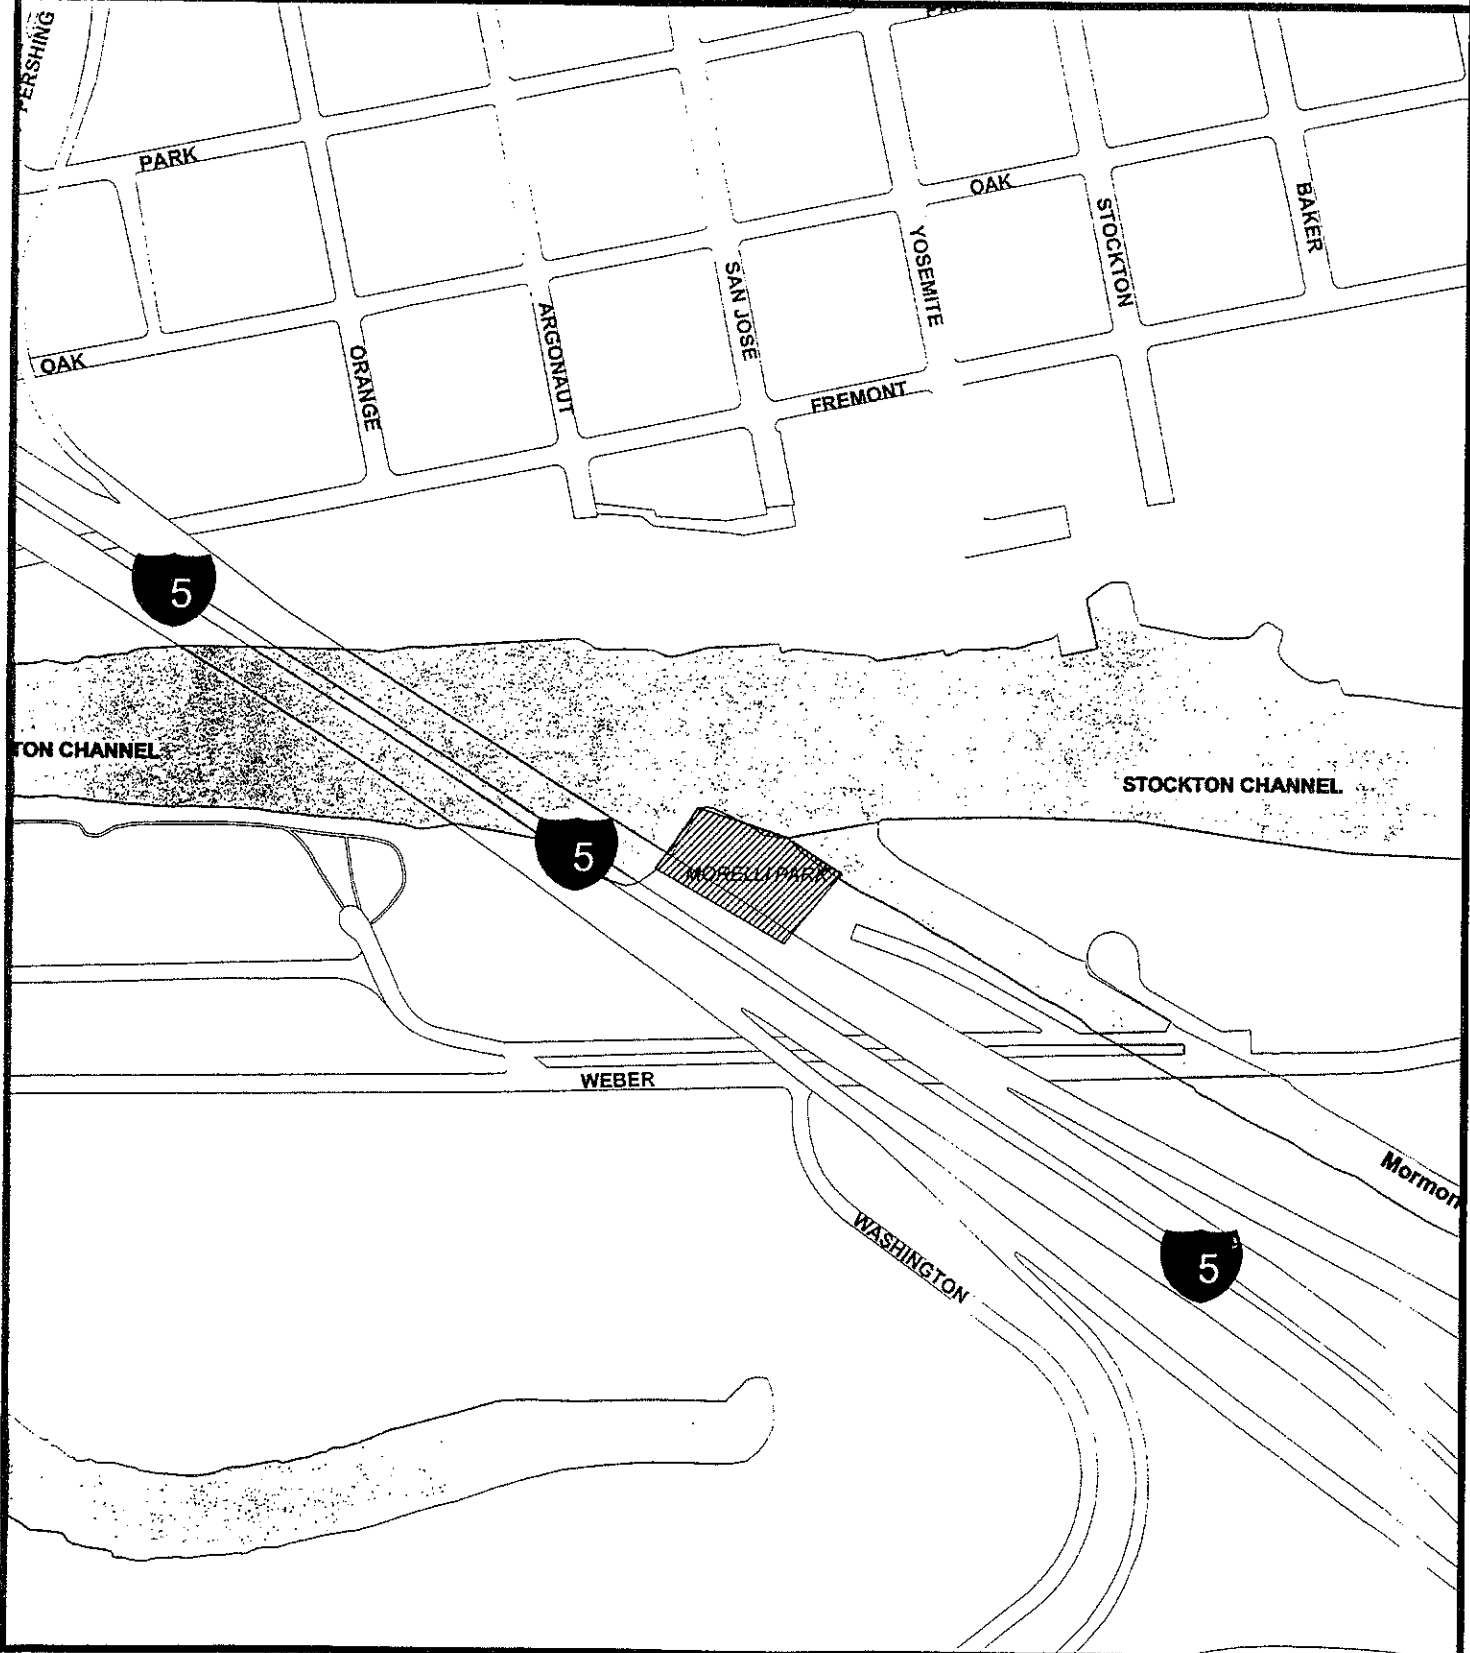 PERSHING
PARK
OAK
STOCKTON
BAKER
YOSEMITE
SAN JOSE
ARGONAUT
ORANGE
OAK
FREMONT
5
TON CHANNEL
STOCKTON CHANNEL
5
MORELLI PARK
WEBER
Mormon
WASHINGTON
5